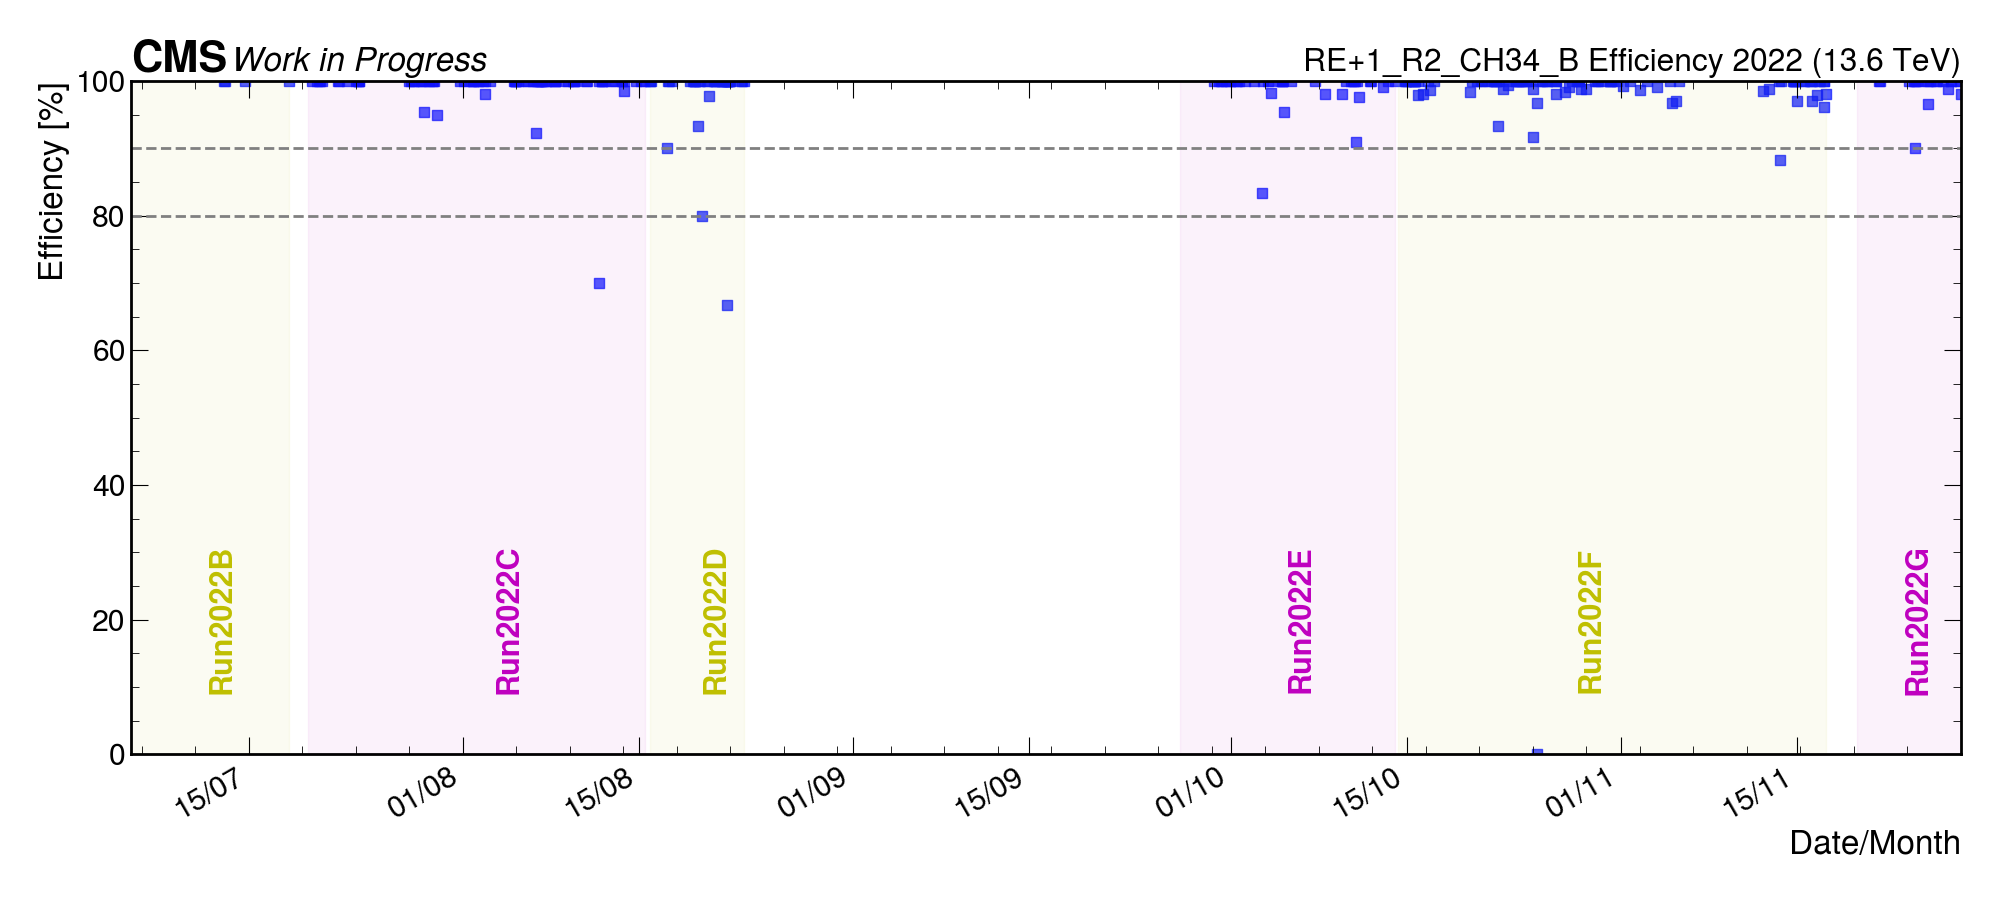 CMS Work in Progress
RE+1_R2_CH34_B Efficiency 2022 (13.6 TeV)
Efficiency [%]
100
80
60
40
20
0
Run2022B
Run2022C
Run2022D
Run2022E
Run2022F
Run2022G
15/07
01/08
15/08
01/09
15/09
01/10
15/10
01/11
15/11
Date/Month